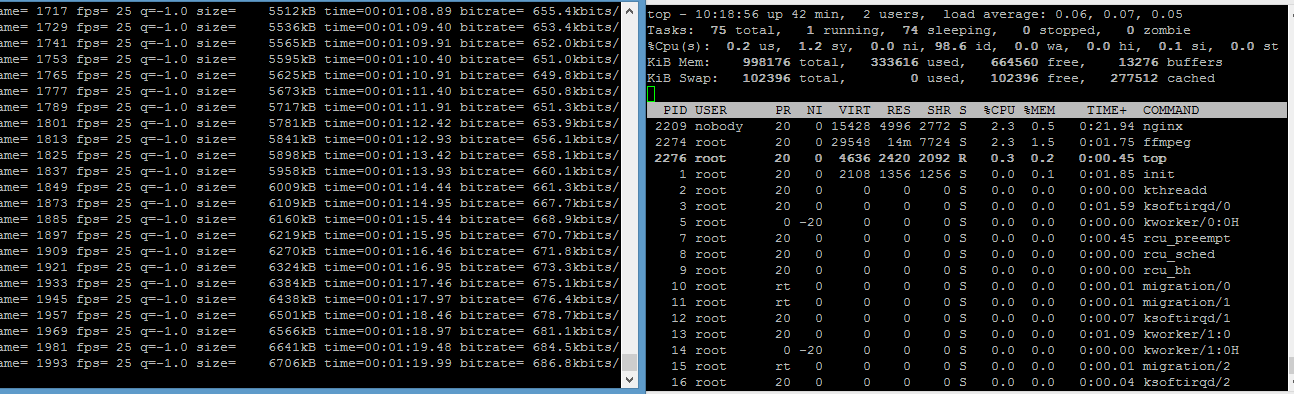 ame= 1717 fps= 25 q=-1.0 size=    5512kB time=00:01:08.89 bitrate= 655.4kbits/
ame= 1729 fps= 25 q=-1.0 size=    5536kB time=00:01:09.40 bitrate= 653.4kbits/
ame= 1741 fps= 25 q=-1.0 size=    5565kB time=00:01:09.91 bitrate= 652.0kbits/
ame= 1753 fps= 25 q=-1.0 size=    5595kB time=00:01:10.40 bitrate= 651.0kbits/
ame= 1765 fps= 25 q=-1.0 size=    5625kB time=00:01:10.91 bitrate= 649.8kbits/
ame= 1777 fps= 25 q=-1.0 size=    5673kB time=00:01:11.40 bitrate= 650.8kbits/
ame= 1789 fps= 25 q=-1.0 size=    5717kB time=00:01:11.91 bitrate= 651.3kbits/
ame= 1801 fps= 25 q=-1.0 size=    5781kB time=00:01:12.42 bitrate= 653.9kbits/
ame= 1813 fps= 25 q=-1.0 size=    5841kB time=00:01:12.93 bitrate= 656.1kbits/
ame= 1825 fps= 25 q=-1.0 size=    5898kB time=00:01:13.42 bitrate= 658.1kbits/
ame= 1837 fps= 25 q=-1.0 size=    5958kB time=00:01:13.93 bitrate= 660.1kbits/
ame= 1849 fps= 25 q=-1.0 size=    6009kB time=00:01:14.44 bitrate= 661.3kbits/
ame= 1873 fps= 25 q=-1.0 size=    6109kB time=00:01:14.95 bitrate= 667.7kbits/
ame= 1885 fps= 25 q=-1.0 size=    6160kB time=00:01:15.44 bitrate= 668.9kbits/
ame= 1897 fps= 25 q=-1.0 size=    6219kB time=00:01:15.95 bitrate= 670.7kbits/
ame= 1909 fps= 25 q=-1.0 size=    6270kB time=00:01:16.46 bitrate= 671.8kbits/
ame= 1921 fps= 25 q=-1.0 size=    6324kB time=00:01:16.95 bitrate= 673.3kbits/
ame= 1933 fps= 25 q=-1.0 size=    6384kB time=00:01:17.46 bitrate= 675.1kbits/
ame= 1945 fps= 25 q=-1.0 size=    6438kB time=00:01:17.97 bitrate= 676.4kbits/
ame= 1957 fps= 25 q=-1.0 size=    6501kB time=00:01:18.46 bitrate= 678.7kbits/
ame= 1969 fps= 25 q=-1.0 size=    6566kB time=00:01:18.97 bitrate= 681.1kbits/
ame= 1981 fps= 25 q=-1.0 size=    6641kB time=00:01:19.48 bitrate= 684.5kbits/
ame= 1993 fps= 25 q=-1.0 size=    6706kB time=00:01:19.99 bitrate= 686.8kbits/
top - 10:18:56 up 42 min,  2 users,  load average: 0.06, 0.07, 0.05
Tasks:  75 total,   1 running,  74 sleeping,   0 stopped,   0 zombie
%Cpu(s):  0.2 us,  1.2 sy,  0.0 ni, 98.6 id,  0.0 wa,  0.0 hi,  0.1 si,  0.0 st
KiB Mem:    998176 total,   333616 used,   664560 free,    13276 buffers
KiB Swap:   102396 total,        0 used,   102396 free,   277512 cached
PID USER      PR  NI  VIRT  RES  SHR S  %CPU %MEM    TIME+  COMMAND
2209 nobody    20   0 15428 4996 2772 S   2.3  0.5   0:21.94 nginx
2274 root      20   0 29548  14m 7724 S   2.3  1.5   0:01.75 ffmpeg
2276 root      20   0  4636 2420 2092 R   0.3  0.2   0:00.45 top
1 root      20   0  2108 1356 1256 S   0.0  0.1   0:01.85 init
2 root      20   0     0    0    0 S   0.0  0.0   0:00.00 kthreadd
3 root      20   0     0    0    0 S   0.0  0.0   0:01.59 ksoftirqd/0
5 root       0 -20     0    0    0 S   0.0  0.0   0:00.00 kworker/0:0H
7 root      20   0     0    0    0 S   0.0  0.0   0:00.45 rcu_preempt
8 root      20   0     0    0    0 S   0.0  0.0   0:00.00 rcu_sched
9 root      20   0     0    0    0 S   0.0  0.0   0:00.00 rcu_bh
10 root      rt   0     0    0    0 S   0.0  0.0   0:00.01 migration/0
11 root      rt   0     0    0    0 S   0.0  0.0   0:00.01 migration/1
12 root      20   0     0    0    0 S   0.0  0.0   0:00.07 ksoftirqd/1
13 root      20   0     0    0    0 S   0.0  0.0   0:01.09 kworker/1:0
14 root       0 -20     0    0    0 S   0.0  0.0   0:00.00 kworker/1:0H
15 root      rt   0     0    0    0 S   0.0  0.0   0:00.01 migration/2
16 root      20   0     0    0    0 S   0.0  0.0   0:00.04 ksoftirqd/2